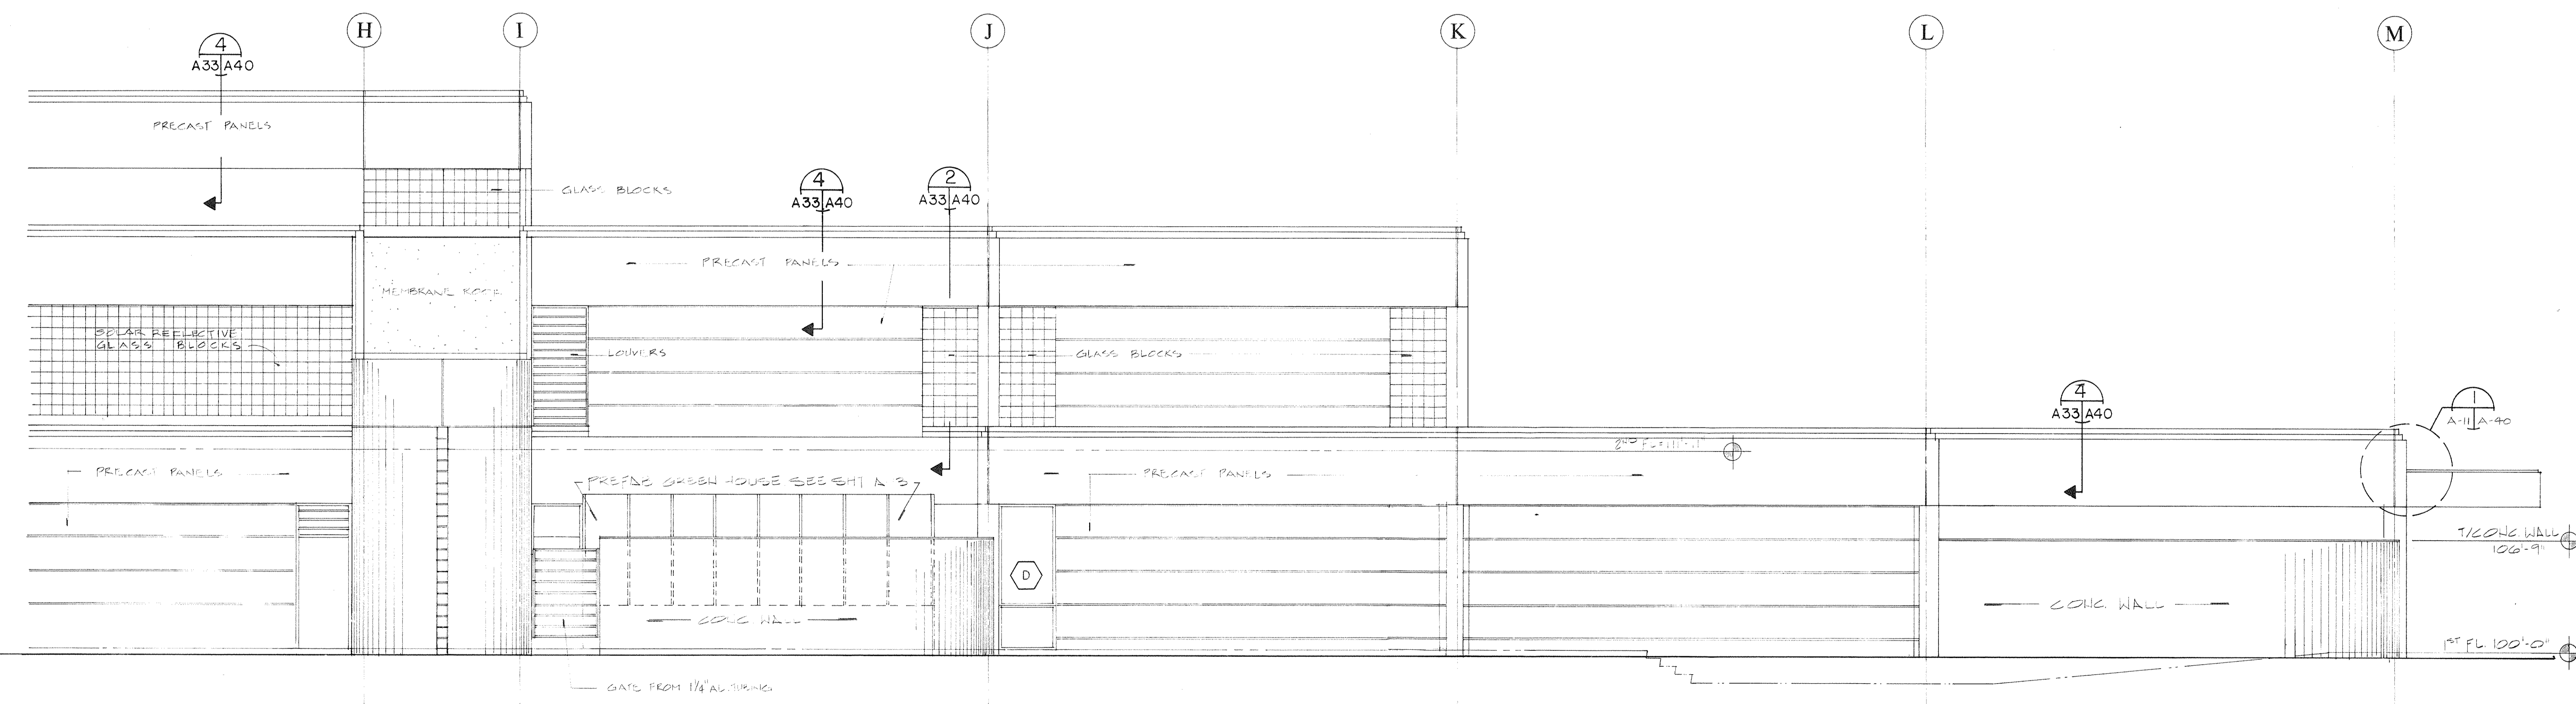 H I J K L M
4
A33 A40
PRECAST PANELS
GLASS BLOCKS
4
A33 A40
2
A33 A40
PRECAST PANELS
MEMBRANE ROOF
SOLAR REFLECTIVE
GLASS BLOCKS
LOUVERS
GLASS BLOCKS
4
A33 A40
1
A-11 A-40
2ND FL =
PRECAST PANELS
PREFAB GREEN HOUSE SEE SHT A 3
PRECAST PANELS
T/CONC. WALL
106'-9"
D
CONC WALL
CONC. WALL
1ST FL. 100'-0"
GATE FROM 1 1/4" AL. TUBING